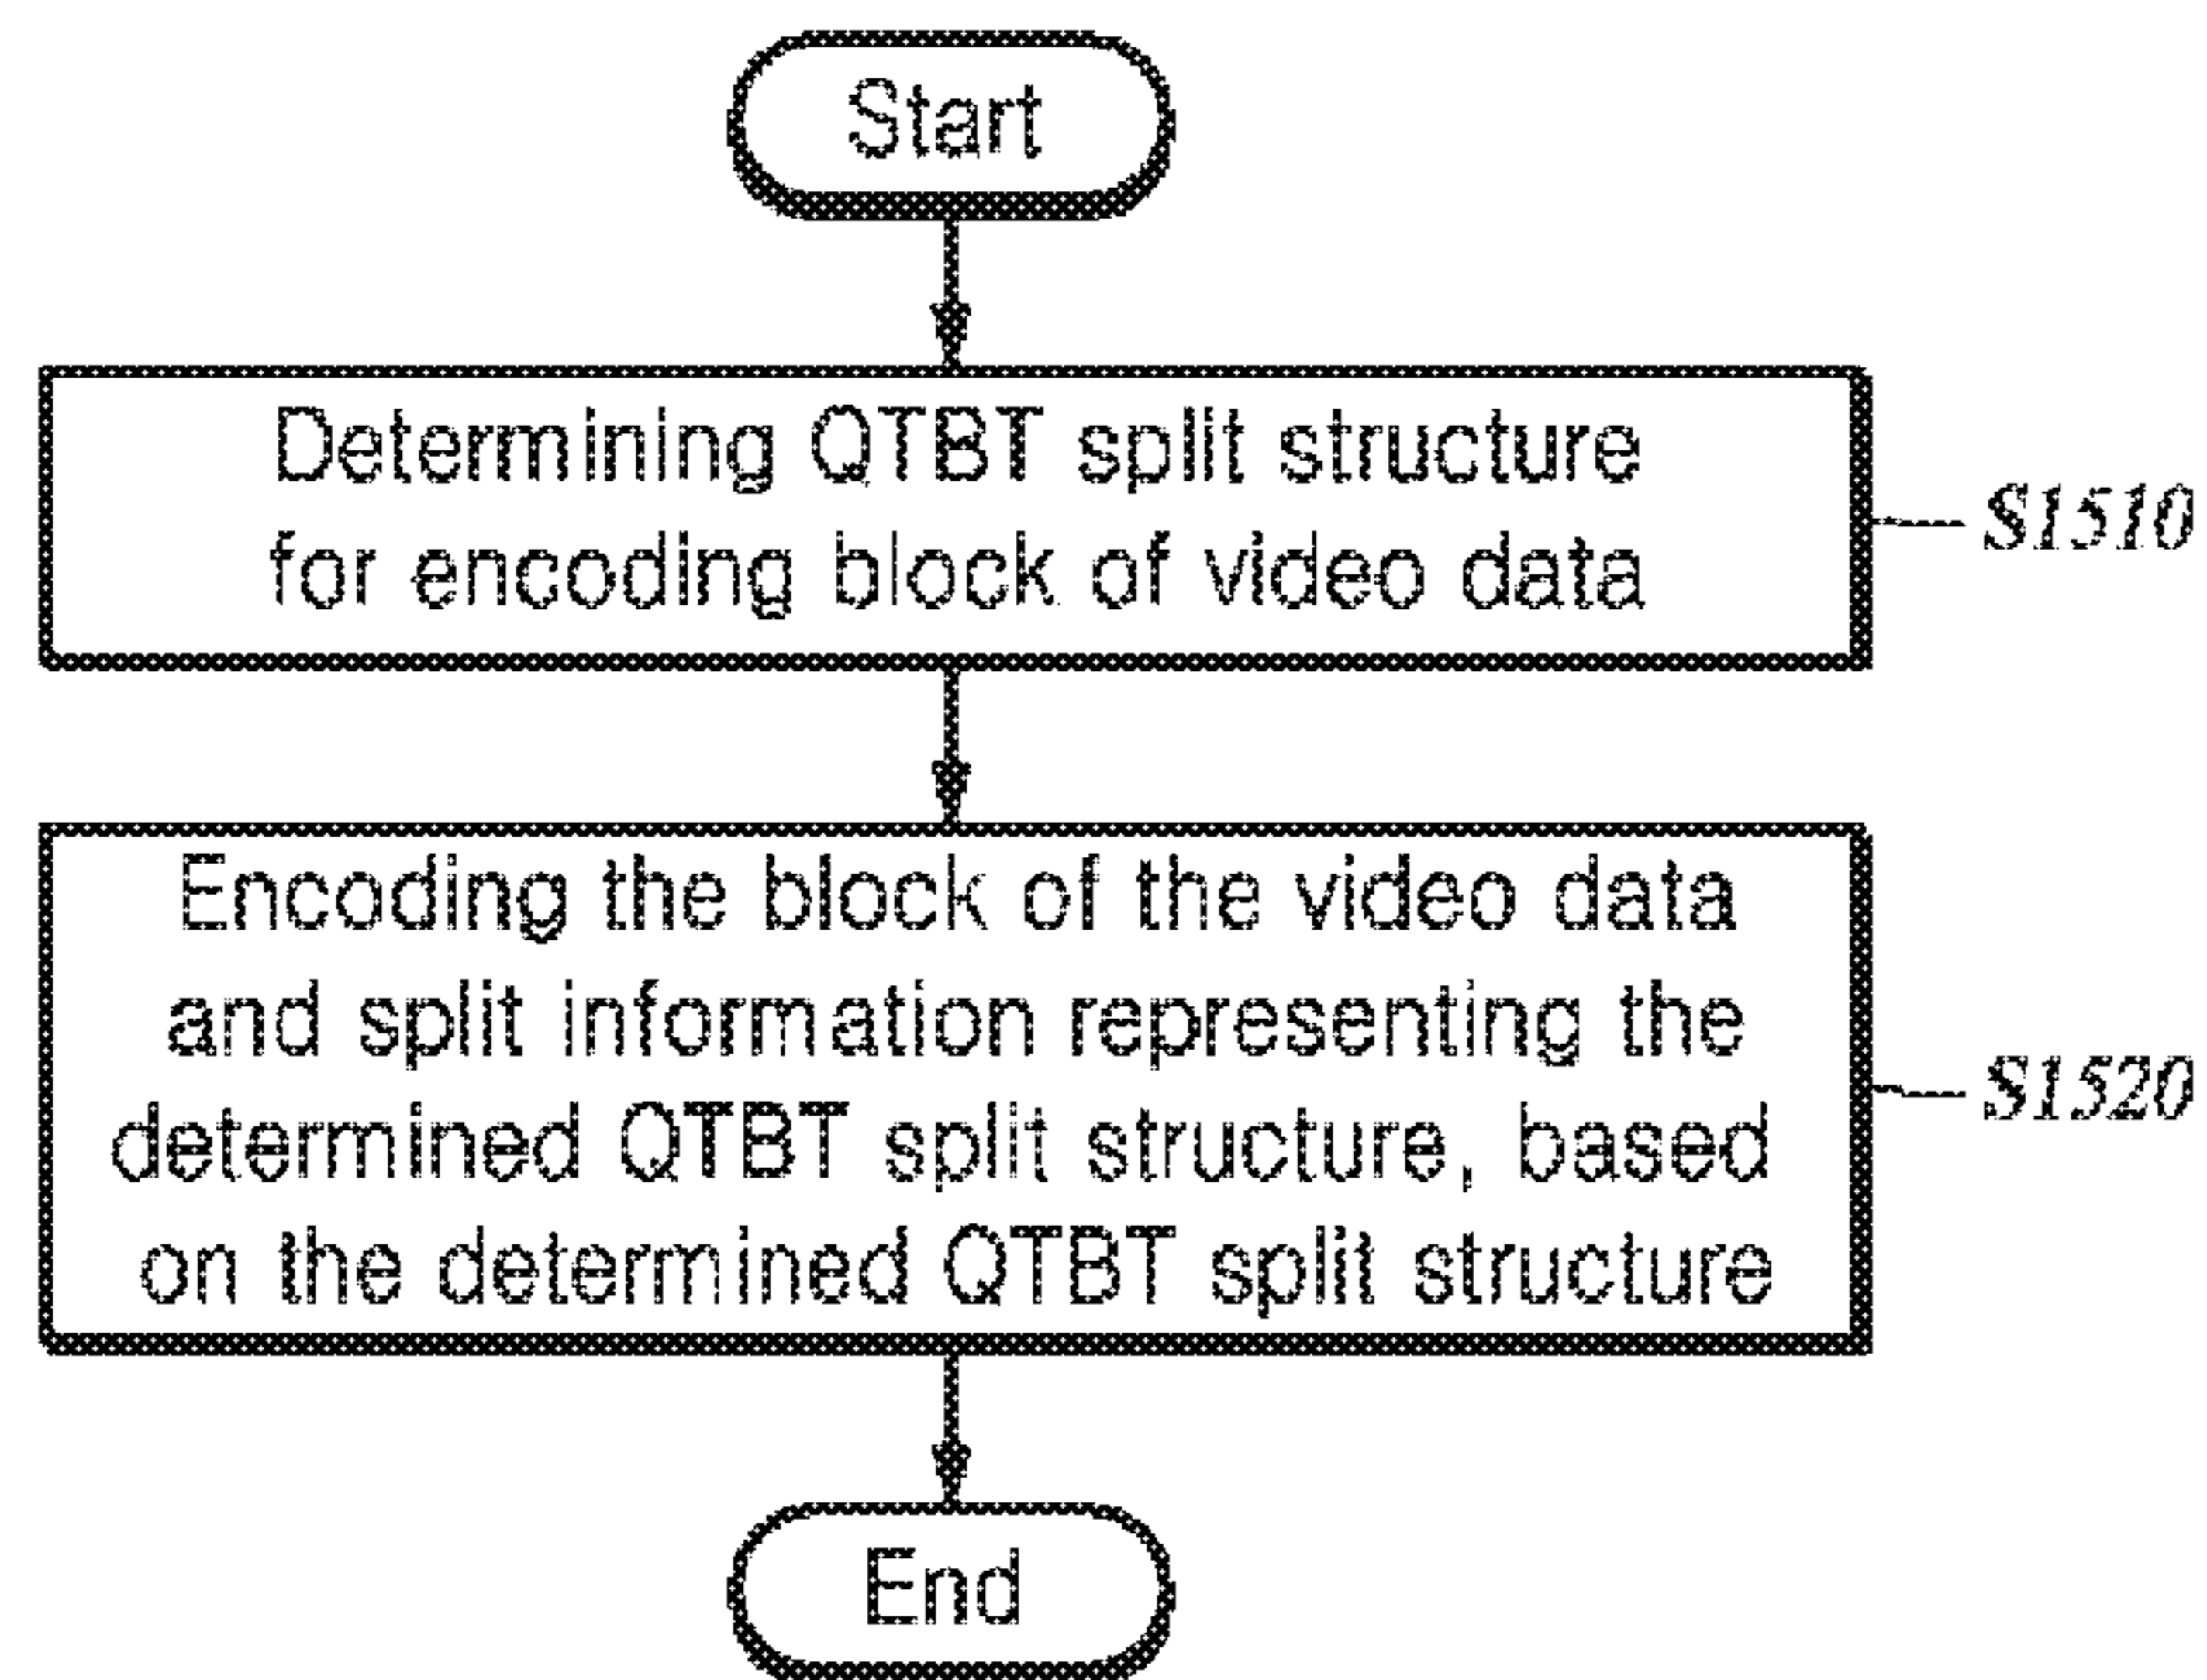 Start
Determining QTBT split structure
for encoding block of video data
S1510
Encoding the block of the video data
and split information representing the
determined QTBT split structure, based
on the determined QTBT split structure
S1520
End